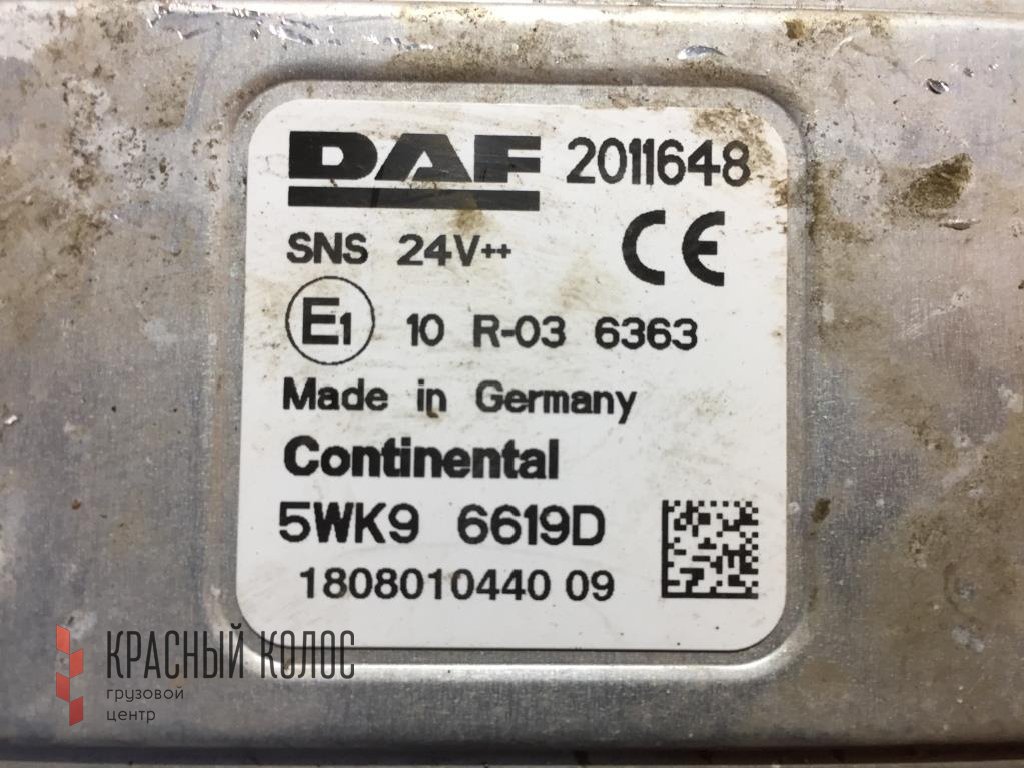 DAF 2011648
SNS 24V++ CE
E1 10 R-03 6363
Made in Germany
Continental
5WK9 6619D
1808010440 09
КРАСНЫЙ КОЛОС
грузовой
центр